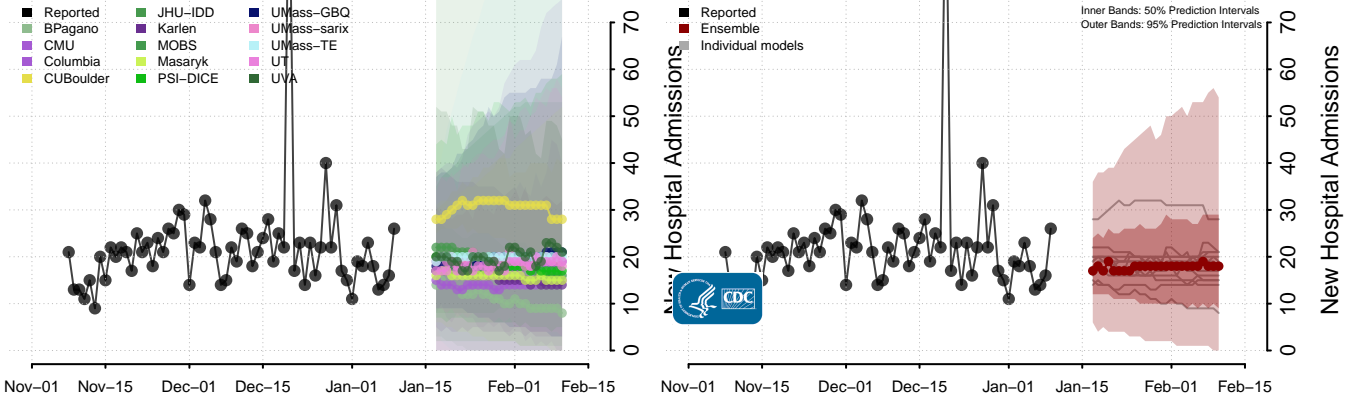 Reported
BPagano
CMU
Columbia
CUBoulder
JHU−IDD
Karlen
MOBS
Masaryk
PSI−DICE
UMass−GBQ
UMass−sarix
UMass−TE
UT
UVA
70
60
50
40
30
20
10
0
New Hospital Admissions
Nov−01 Nov−15 Dec−01 Dec−15 Jan−01 Jan−15 Feb−01 Feb−15
Reported
Ensemble
Individual models
Inner Bands: 50% Prediction Intervals
Outer Bands: 95% Prediction Intervals
CDC
70
60
50
40
30
20
10
0
New Hospital Admissions
Nov−01 Nov−15 Dec−01 Dec−15 Jan−01 Jan−15 Feb−01 Feb−15